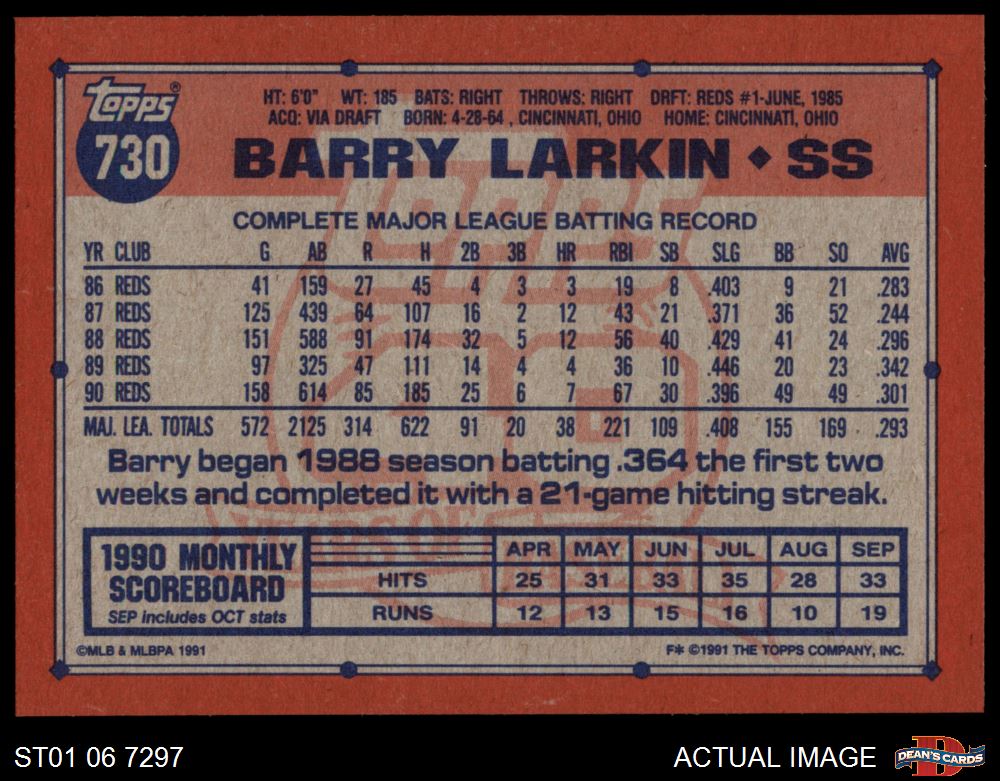 Topps®
730
HT: 6'0" WT: 185 BATS: RIGHT THROWS: RIGHT DRFT: REDS #1-JUNE, 1985
ACQ: VIA DRAFT BORN: 4-28-64 , CINCINNATI, OHIO HOME: CINCINNATI, OHIO
BARRY LARKIN ◆ SS
COMPLETE MAJOR LEAGUE BATTING RECORD
YR CLUB G AB R H 2B 3B HR RBI SB SLG BB SO AVG
86 REDS 41 159 27 45 4 3 3 19 8 .403 9 21 .283
87 REDS 125 439 64 107 16 2 12 43 21 .371 36 52 .244
88 REDS 151 588 91 174 32 5 12 56 40 .429 41 24 .296
89 REDS 97 325 47 111 14 4 4 36 10 .446 20 23 .342
90 REDS 158 614 85 185 25 6 7 67 30 .396 49 49 .301
MAJ. LEA. TOTALS 572 2125 314 622 91 20 38 221 109 .408 155 169 .293
Barry began 1988 season batting .364 the first two
weeks and completed it with a 21-game hitting streak.
1990 MONTHLY
SCOREBOARD
SEP includes OCT stats
APR MAY JUN JUL AUG SEP
HITS 25 31 33 35 28 33
RUNS 12 13 15 16 10 19
©MLB & MLBPA 1991
F* ©1991 THE TOPPS COMPANY, INC.
TOPPS
40
YEARS OF
BASEBALL
ST01 06 7297
ACTUAL IMAGE
D
DEAN'S CARDS